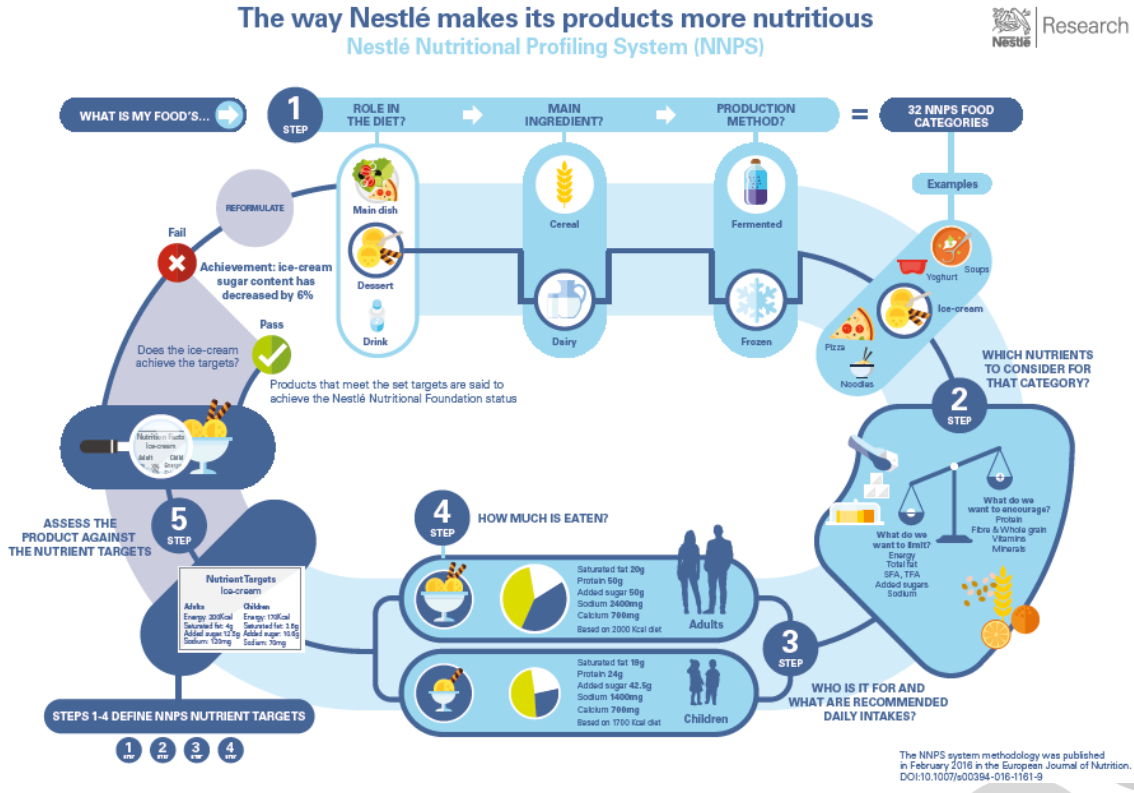 The way Nestlé makes its products more nutritious
Nestlé Nutritional Profiling System (NNPS)
Nestlé
Research
WHAT IS MY FOOD'S...
1
STEP
ROLE IN
THE DIET?
MAIN
INGREDIENT?
PRODUCTION
METHOD?
=
32 NNPS FOOD
CATEGORIES
Examples
Main dish
Dessert
Drink
Cereal
Dairy
Fermented
Frozen
Soups
Yoghurt
Ice-cream
Pizza
Noodles
REFORMULATE
Fail
Achievement: ice-cream
sugar content has
decreased by 6%
Pass
Does the ice-cream
achieve the targets?
Products that meet the set targets are said to
achieve the Nestlé Nutritional Foundation status
WHICH NUTRIENTS
TO CONSIDER FOR
THAT CATEGORY?
2
STEP
What do we
want to encourage?
Protein
Fibre & Whole grain
Vitamins
Minerals
What do we
want to limit?
Energy
Total fat
SFA, TFA
Added sugars
Sodium
3
STEP
WHO IS IT FOR AND
WHAT ARE RECOMMENDED
DAILY INTAKES?
4
STEP
HOW MUCH IS EATEN?
Saturated fat 20g
Protein 50g
Added sugar 50g
Sodium 2400mg
Calcium 700mg
Based on 2000 Kcal diet
Adults
Saturated fat 19g
Protein 24g
Added sugar 42.5g
Sodium 1400mg
Calcium 700mg
Based on 1700 Kcal diet
Children
Nutrition Facts
Ice-cream
Adult Child
ASSESS THE
PRODUCT AGAINST
THE NUTRIENT TARGETS
5
STEP
Nutrient Targets
Ice-cream
Adults Children
Energy: 200Kcal Energy: 170Kcal
Saturated fat: 4g Saturated fat: 3.8g
Added sugar 12.5g Added sugar: 10.6g
Sodium: 120mg Sodium: 70mg
STEPS 1-4 DEFINE NNPS NUTRIENT TARGETS
1 2 3 4
STEP STEP STEP STEP
The NNPS system methodology was published
in February 2016 in the European Journal of Nutrition.
DOI:10.1007/s00394-016-1161-9